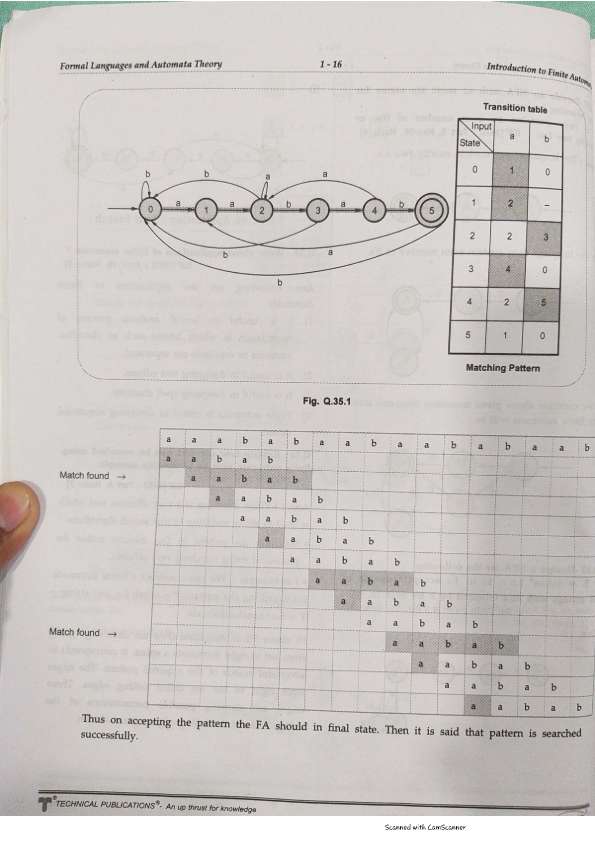 Formal Languages and Automata Theory 1 - 16 Introduction to Finite Autom
Transition table
Input a b
State
0 1 0
1 2 –
2 2 3
3 4 0
4 2 5
5 1 0
Matching Pattern
b b a a
0 a 1 a 2 b 3 a 4 b 5
b a
b
Fig. Q.35.1
a a a b a b a a b a a b a b a a b
a a b a b
Match found → a a b a b
a a b a b
a a b a b
a a b a b
a a b a b
a a b a b
a a b a b
a a b a b
Match found → a a b a b
a a b a b
a a b a b
a a b a b
Thus on accepting the pattern the FA should in final state. Then it is said that pattern is searched
successfully.
TECHNICAL PUBLICATIONS® - An up thrust for knowledge
Scanned with CamScanner